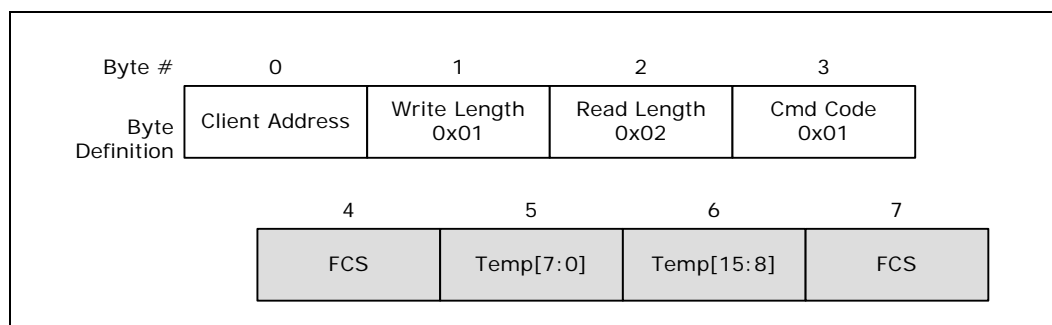 Byte # 0 1 2 3
Byte Definition
Client Address
Write Length
0x01
Read Length
0x02
Cmd Code
0x01
4 5 6 7
FCS Temp[7:0] Temp[15:8] FCS